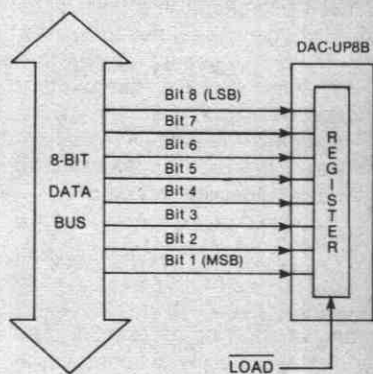 DAC-UP8B
Bit 8 (LSB)
Bit 7
Bit 6
Bit 5
Bit 4
Bit 3
Bit 2
Bit 1 (MSB)
8-BIT
DATA
BUS
REGISTER
LOAD